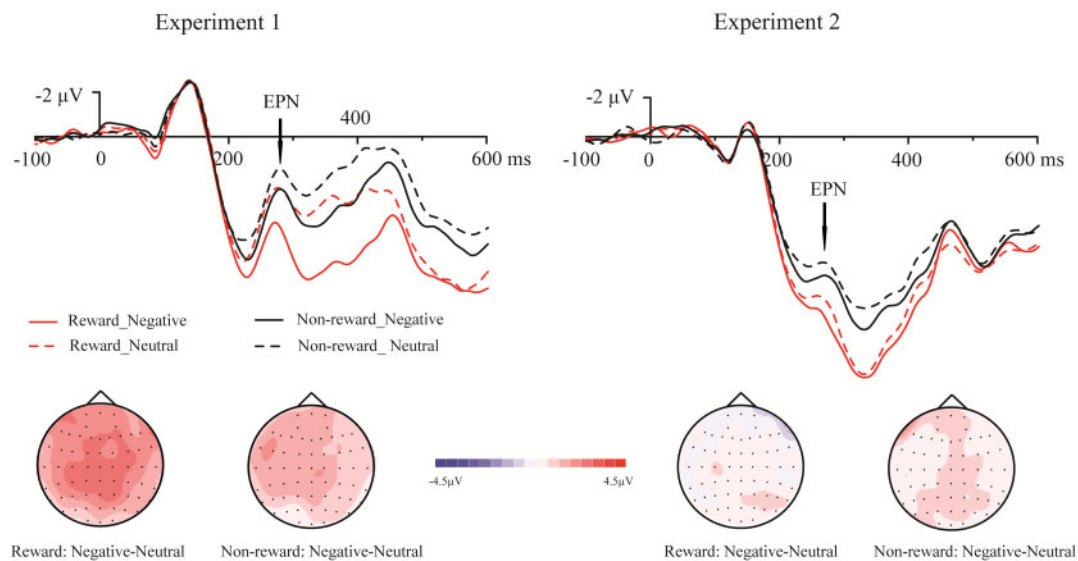 Experiment 1
Experiment 2
-2 μV
EPN
400
-100
0
200
600 ms
-2 μV
EPN
-100
0
200
400
600 ms
Reward_Negative
Non-reward_Negative
Reward_Neutral
Non-reward_ Neutral
-4.5μV
4.5μV
Reward: Negative-Neutral
Non-reward: Negative-Neutral
Reward: Negative-Neutral
Non-reward: Negative-Neutral